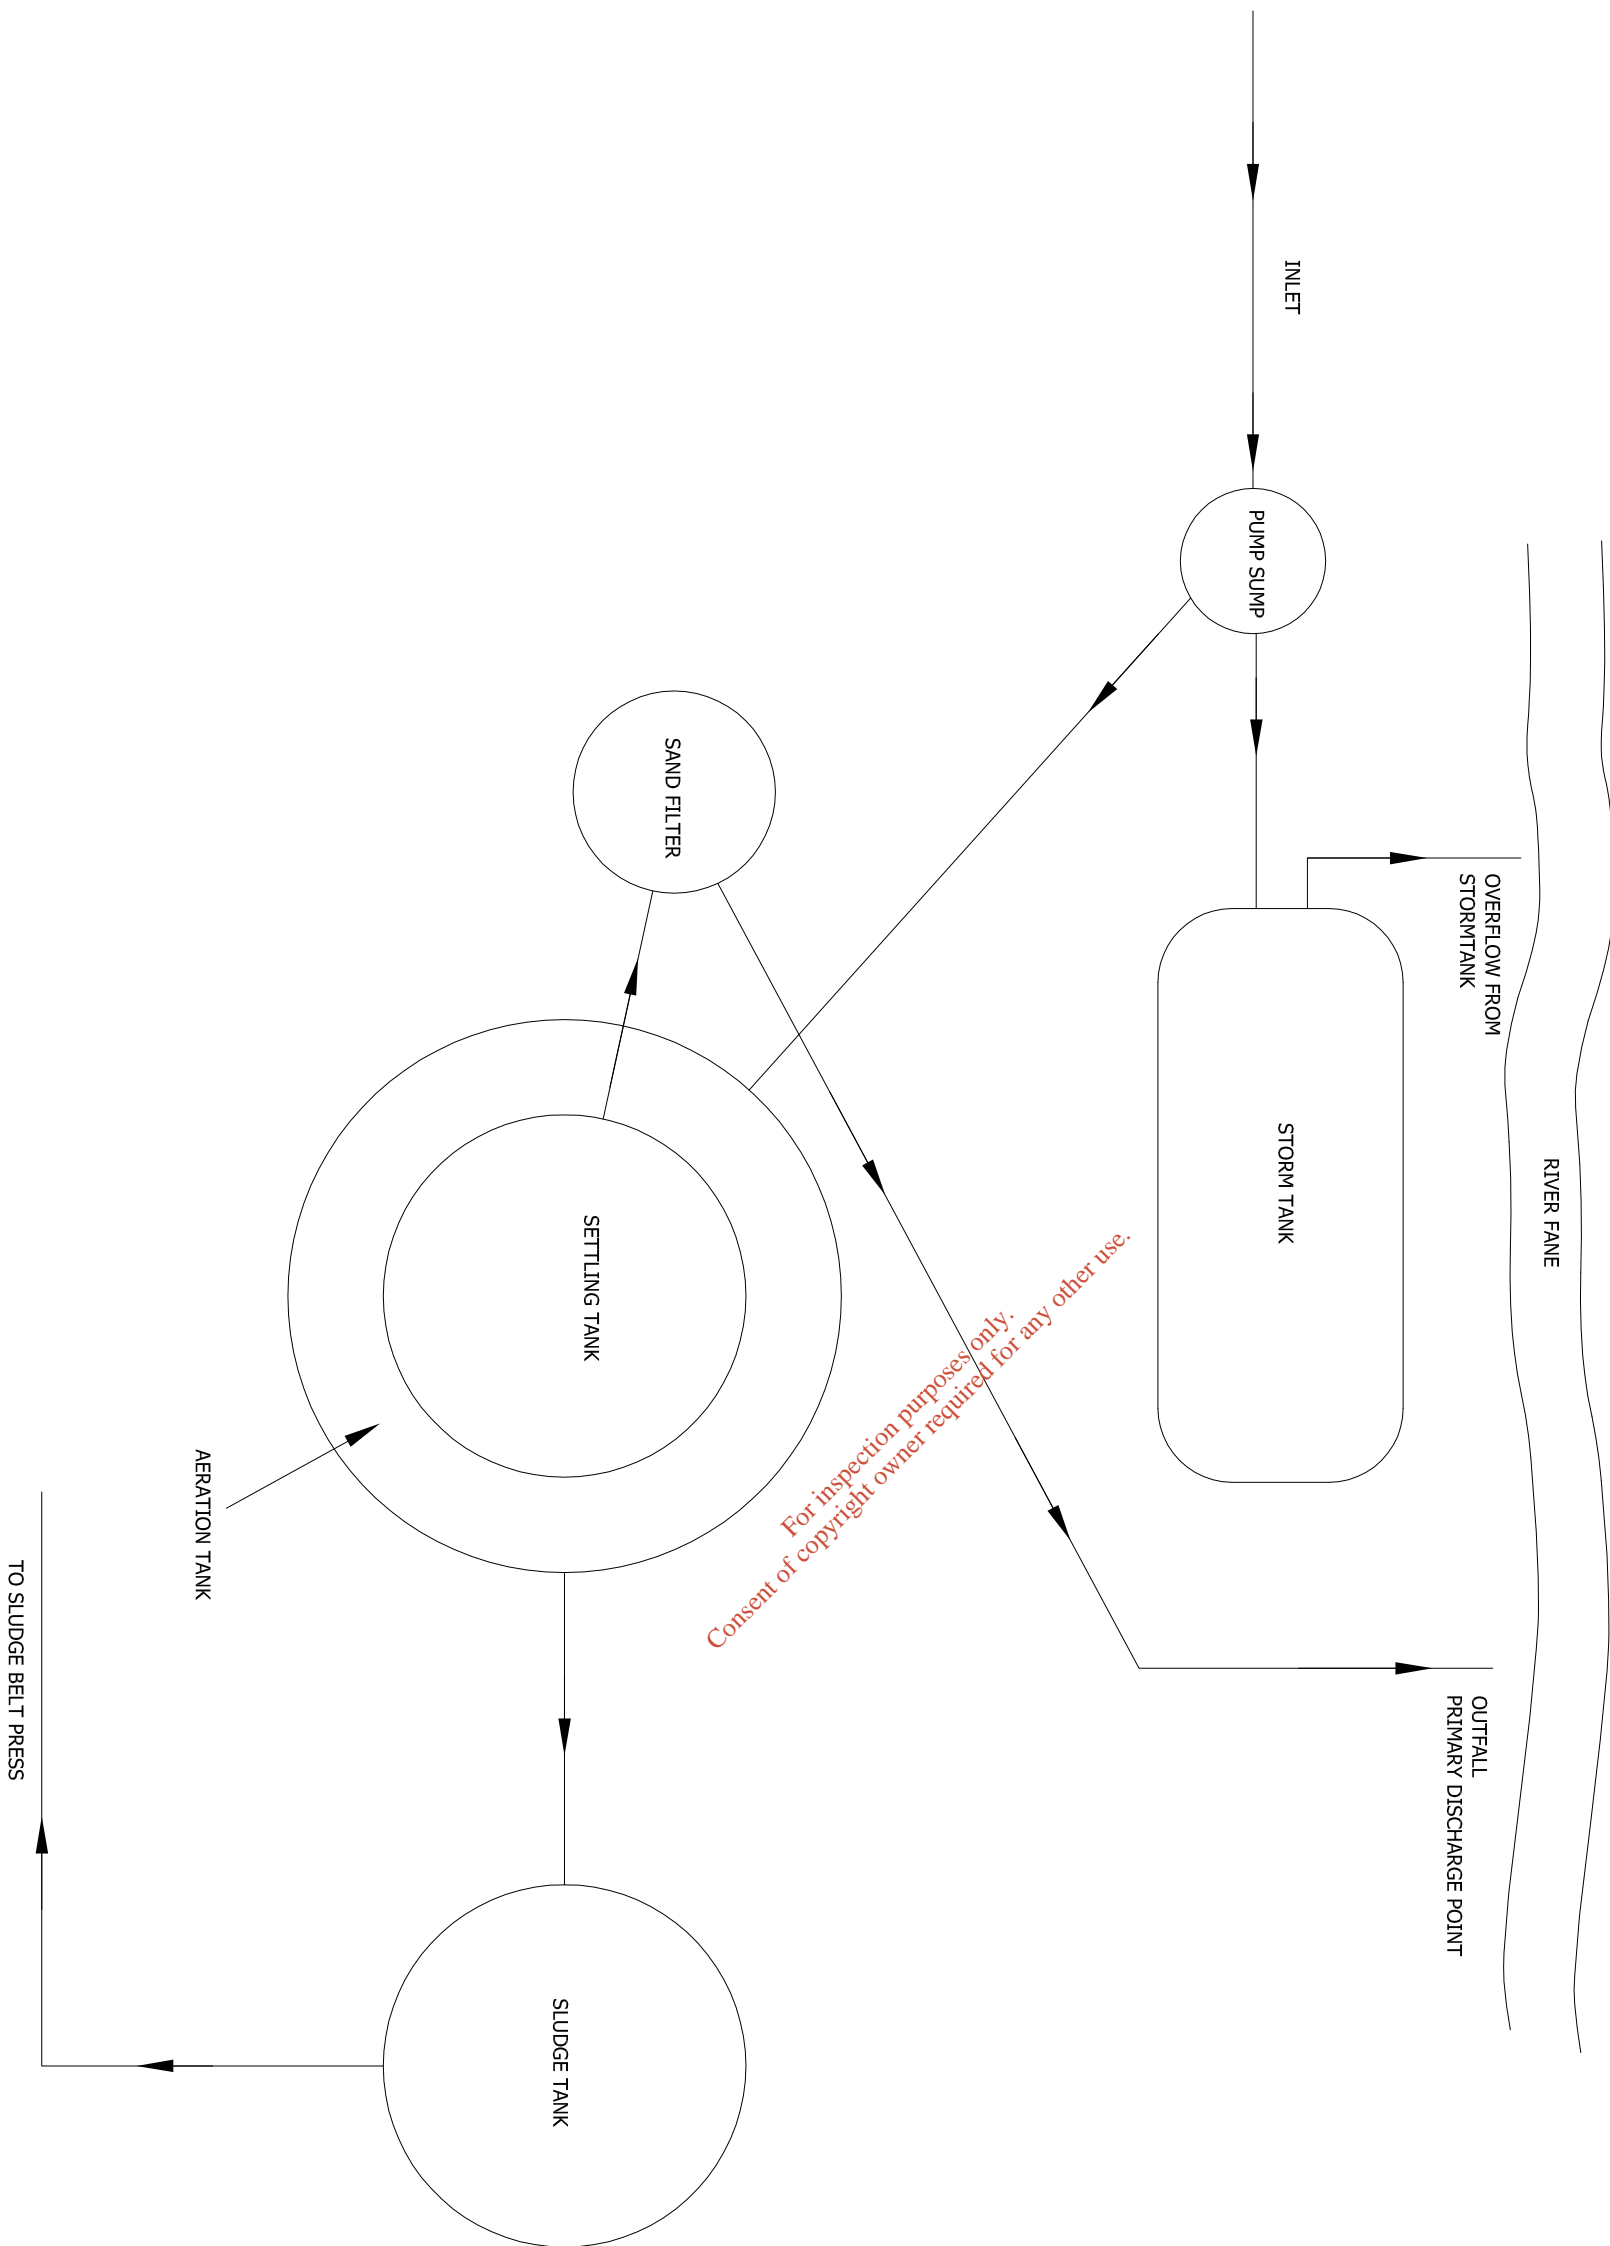 INLET
PUMP SUMP
SAND FILTER
OVERFLOW FROM
STORMTANK
STORM TANK
RIVER FANE
SETTLING TANK
AERATION TANK
For inspection purposes only.
Consent of copyright owner required for any other use.
OUTFALL
PRIMARY DISCHARGE POINT
TO SLUDGE BELT PRESS
SLUDGE TANK